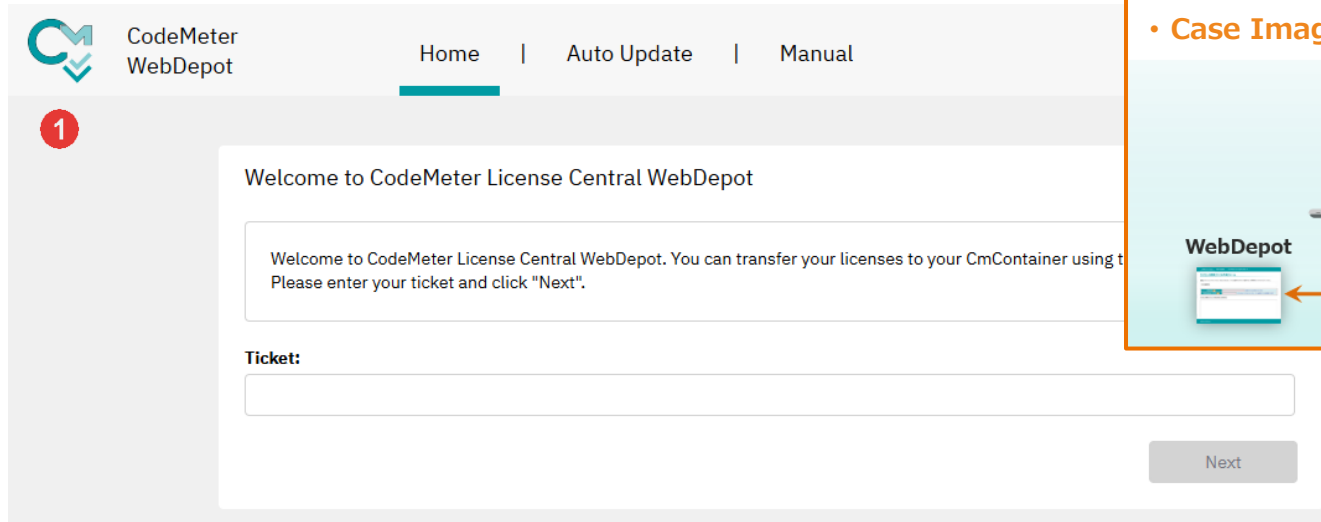 CodeMeter
WebDepot
Home | Auto Update | Manual
1
Welcome to CodeMeter License Central WebDepot
Welcome to CodeMeter License Central WebDepot. You can transfer your licenses to your CmContainer using t
Please enter your ticket and click "Next".
Ticket:
Next
・Case Imag
WebDepot